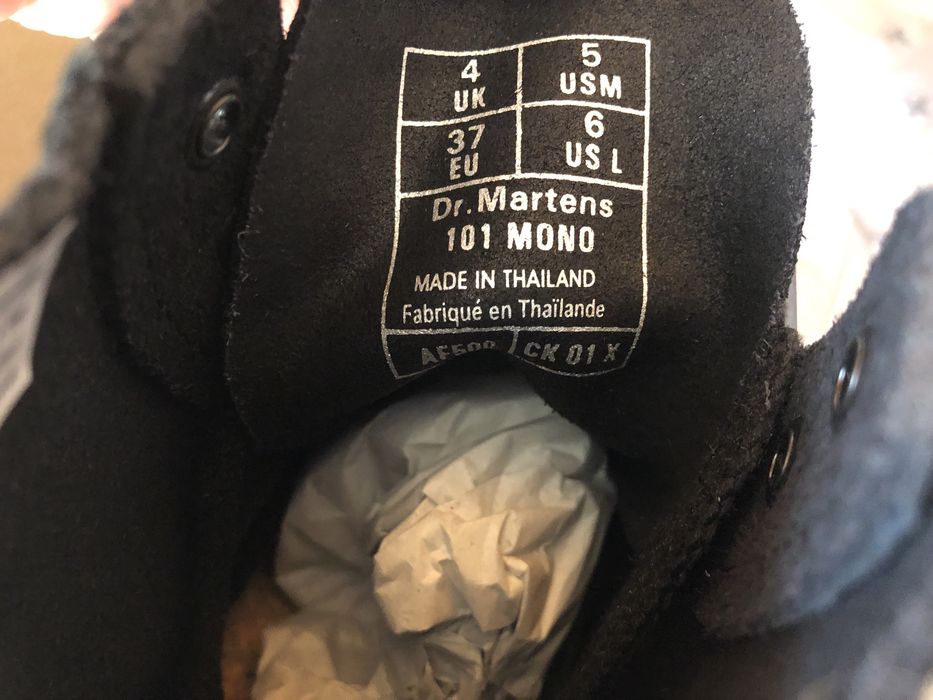 4 UK
5 USM
37 EU
6 US L
Dr. Martens
101 MONO
MADE IN THAILAND
Fabriqué en Thaïlande
CK 01 X